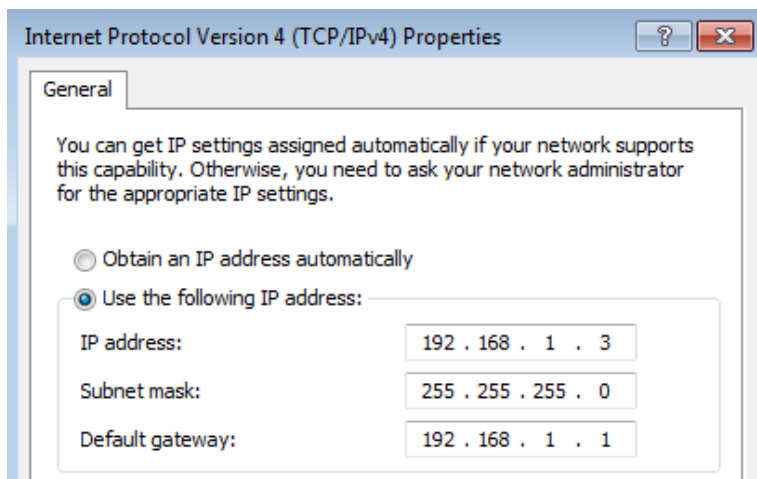 Internet Protocol Version 4 (TCP/IPv4) Properties
?
General
You can get IP settings assigned automatically if your network supports
this capability. Otherwise, you need to ask your network administrator
for the appropriate IP settings.
Obtain an IP address automatically
Use the following IP address:
IP address: 192 . 168 . 1 . 3
Subnet mask: 255 . 255 . 255 . 0
Default gateway: 192 . 168 . 1 . 1